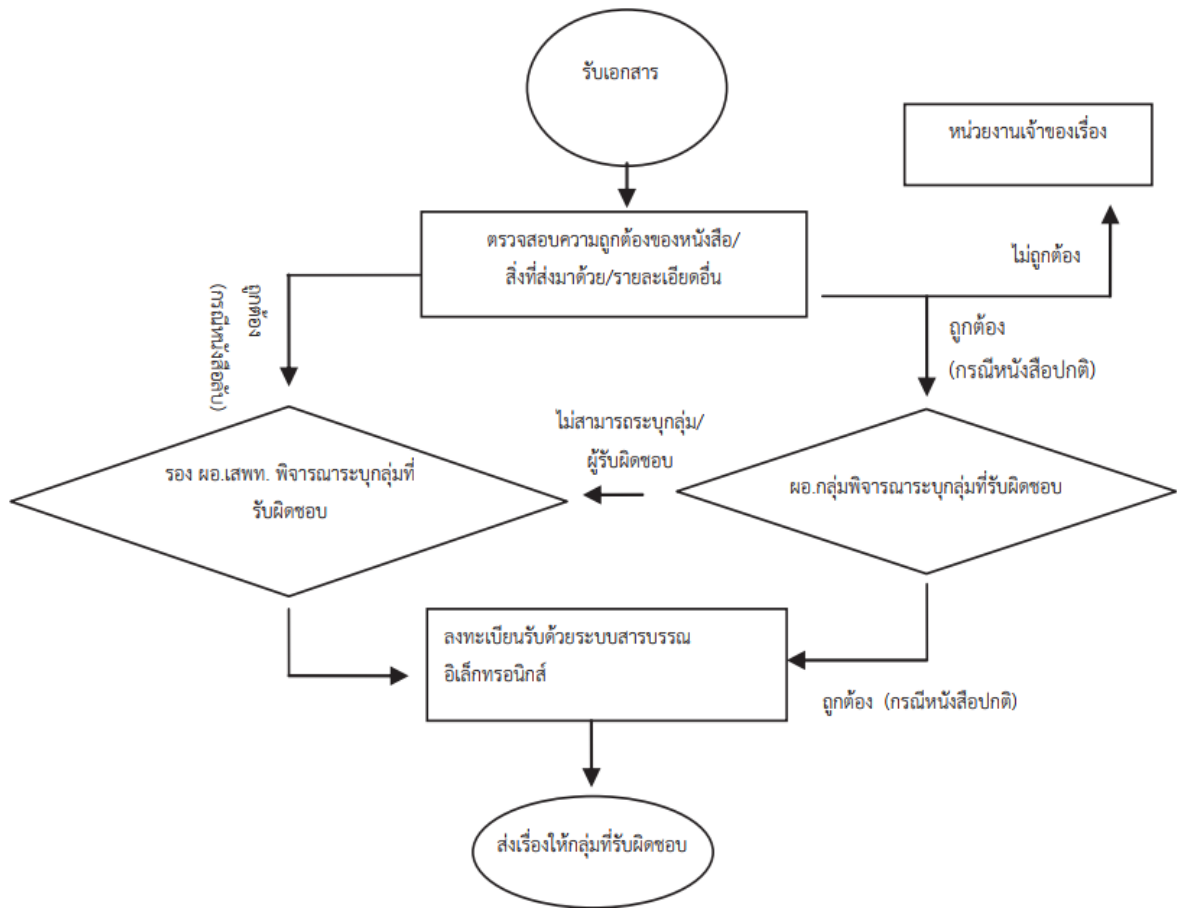 รับเอกสาร
หน่วยงานเจ้าของเรื่อง
ตรวจสอบความถูกต้องของหนังสือ/
สิ่งที่ส่งมาด้วย/รายละเอียดอื่น
ไม่ถูกต้อง
ถูกต้อง
(กรณีหนังสือลับ)
ถูกต้อง
(กรณีหนังสือปกติ)
ไม่สามารถระบุกลุ่ม/
ผู้รับผิดชอบ
รอง ผอ.เสพท. พิจารณาระบุกลุ่มที่
รับผิดชอบ
ผอ.กลุ่มพิจารณาระบุกลุ่มที่รับผิดชอบ
ลงทะเบียนรับด้วยระบบสารบรรณ
อิเล็กทรอนิกส์
ถูกต้อง (กรณีหนังสือปกติ)
ส่งเรื่องให้กลุ่มที่รับผิดชอบ